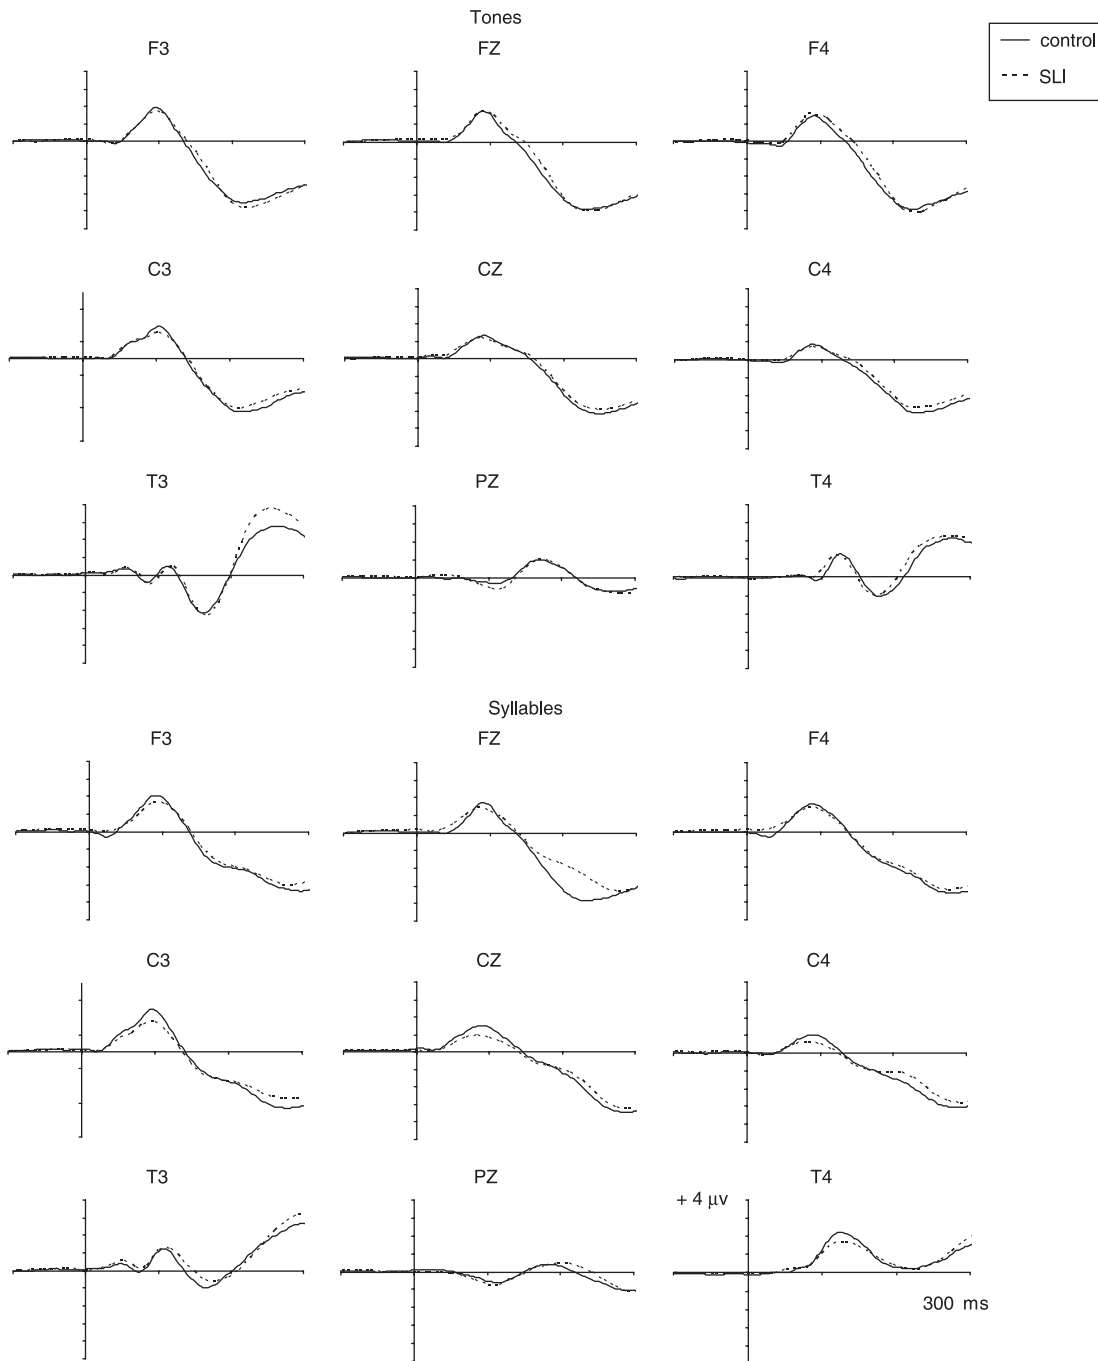 Tones
control
SLI
F3 FZ F4
C3 CZ C4
T3 PZ T4
Syllables
F3 FZ F4
C3 CZ C4
T3 PZ T4
+ 4 μv
300 ms